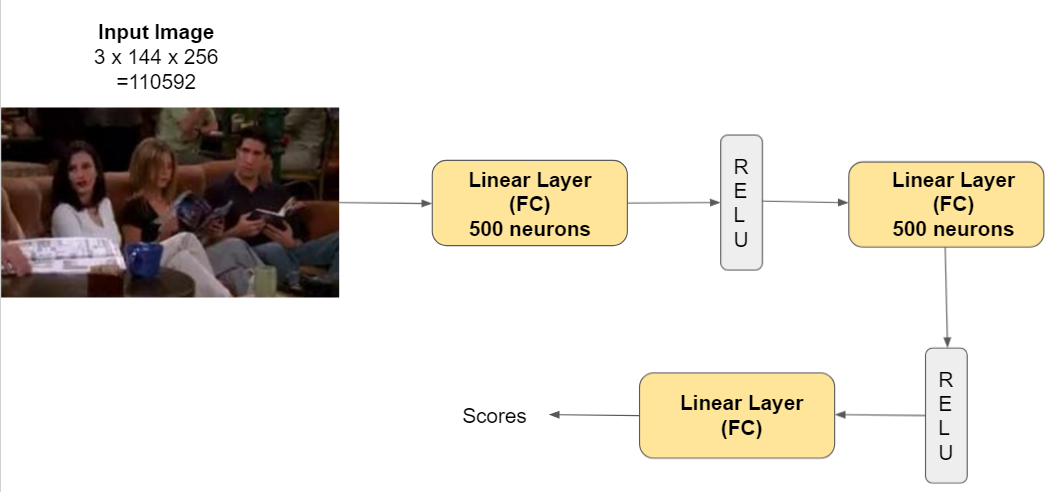 Input Image
3 x 144 x 256
=110592
Linear Layer
(FC)
500 neurons
R
E
L
U
Linear Layer
(FC)
500 neurons
R
E
L
U
Linear Layer
(FC)
Scores